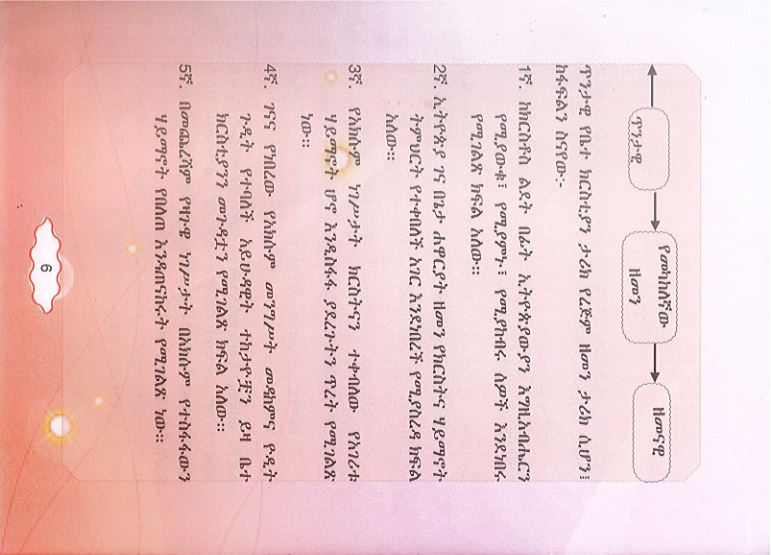 ጥንታዊ
የመካከለኛው
ዘመን
ዘመናዊ
ጥንታዊ የቤተ ክርስቲያን ታሪክ የረጅም ዘመን ታሪክ ሲሆን፤
ከፋፍልን ስናየው:-
1ኛ. ከክርስቶስ ልደት በፊት ኢትዮጵያውያን እግዚአብሔርን
የሚያውቁ፣ የሚያምኑ፣ የሚያከብሩ ሰዎች እንደነበሩ
የሚገልጽ ክፍል አለው።
2ኛ. ኢትዮጵያ ገና በጌታ ሐዋርያት ዘመን የክርስትና ሃይማኖት
ትምህርት የተቀበለች አገር እንደነበረች የሚያስረዳ ክፍል
አለው።
3ኛ. የአክሱም ነገሥታት ክርስትናን ተቀብለው የአገሪቱ
ሃይማኖት ሆኖ እንዲስፋፋ ያደረጉትን ጥረት የሚገልጽ
ነው።
4ኛ. ገናና የነበረው የአክሱም መንግሥት መዳከምና ዮዲት
ጉዲት የተባለች አይሁዳዊት ተከታዮቿን ይዛ ቤተ
ክርስቲያንን መጉዳቷን የሚገልጽ ክፍል አለው።
5ኛ. በመጨረሻም የዛጉዌ ነገሥታት በአክሱም የተስፋፋውን
ሃይማኖት የበለጠ እንዳጠናከሩት የሚገልጽ ነው።
6